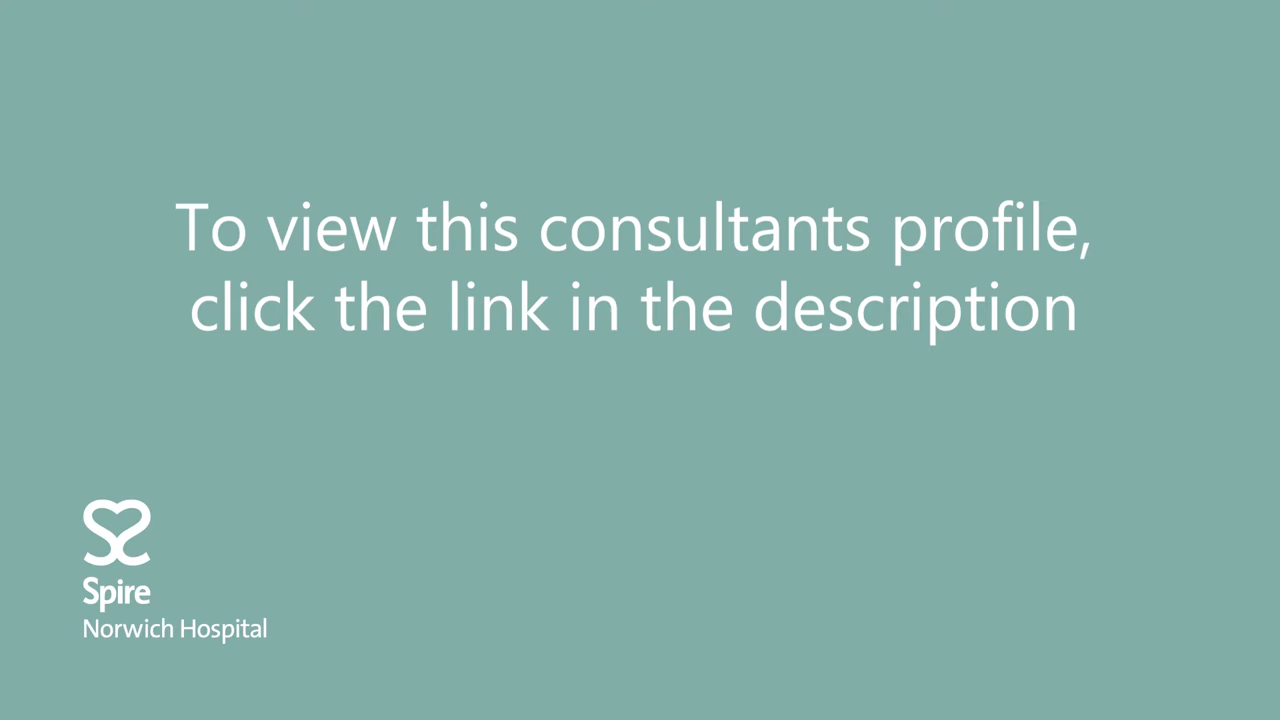 To view this consultants profile,
click the link in the description
Spire
Norwich Hospital